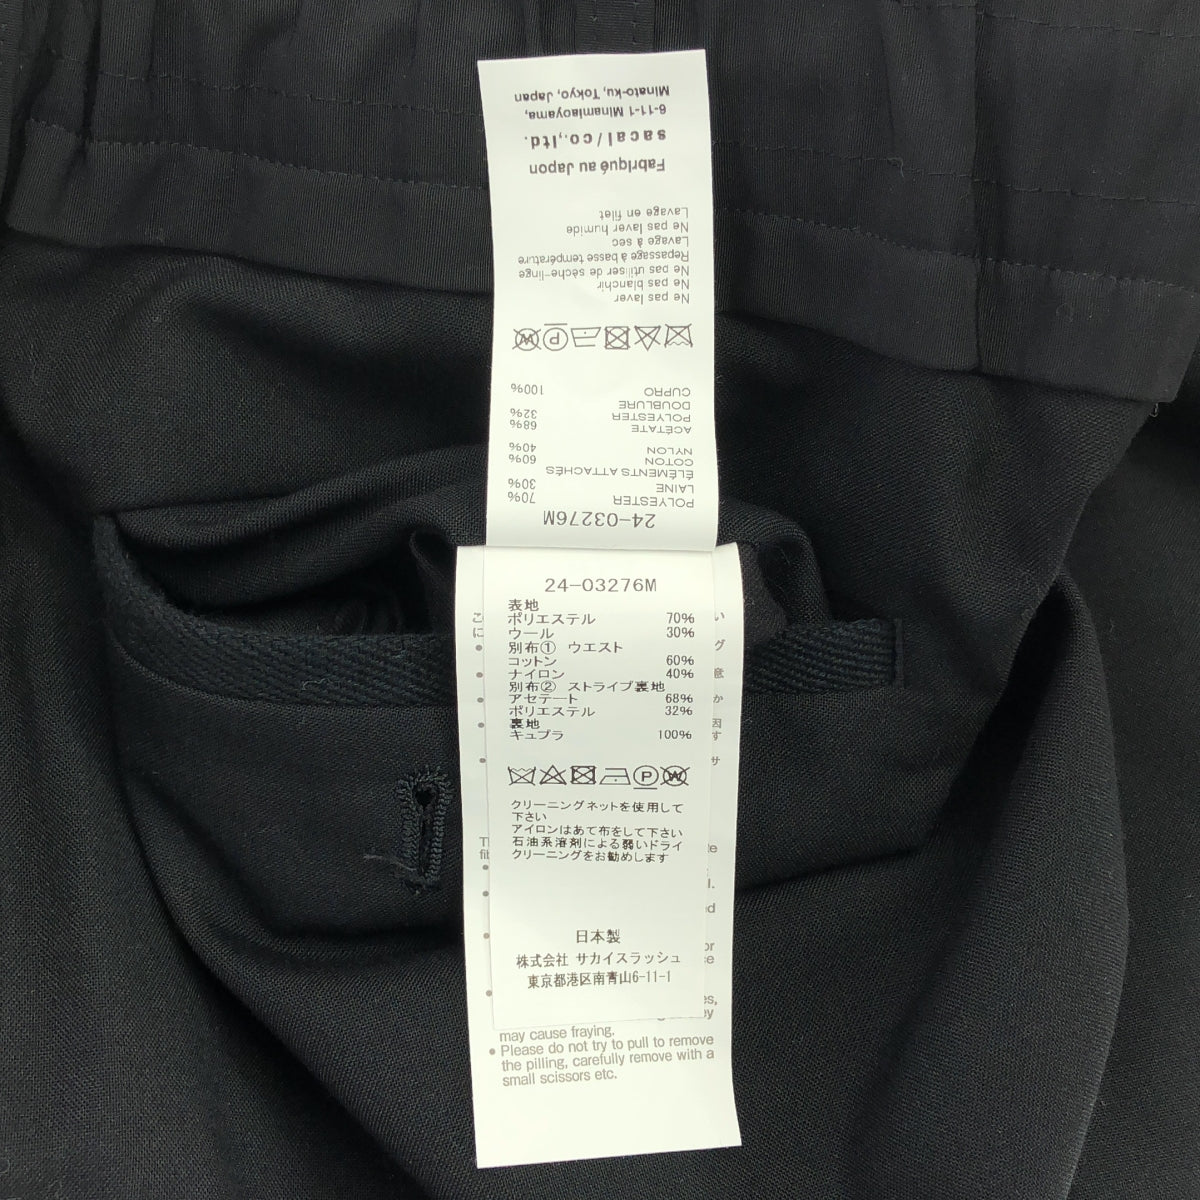 24-03276M
表地
ポリエステル 70%
ウール 30%
別布① ウエスト
コットン 60%
ナイロン 40%
別布② ストライプ裏地
アセテート 68%
ポリエステル 32%
裏地
キュプラ 100%
クリーニングネットを使用して
下さい
アイロンはあて布をして下さい
石油系溶剤による弱いドライ
クリーニングをお勧めします
日本製
株式会社 サカイスラッシュ
東京都港区南青山6-11-1
may cause fraying.
• Please do not try to pull to remove
the pilling, carefully remove with a
small scissors etc.
24-03276M
POLYESTER 70%
LAINE 30%
ÉLÉMENTS ATTACHÉS
COTON 60%
NYLON 40%
ACÉTATE 68%
POLYESTER 32%
DOUBLURE
CUPRO 100%
Ne pas laver
Ne pas blanchir
Ne pas utiliser de sèche-linge
Repassage à basse température
Lavage à sec
Ne pas laver humide
Lavage en filet
Fabriqué au Japon
sacai/co.,ltd.
6-11-1 Minamiaoyama,
Minato-ku, Tokyo, Japan